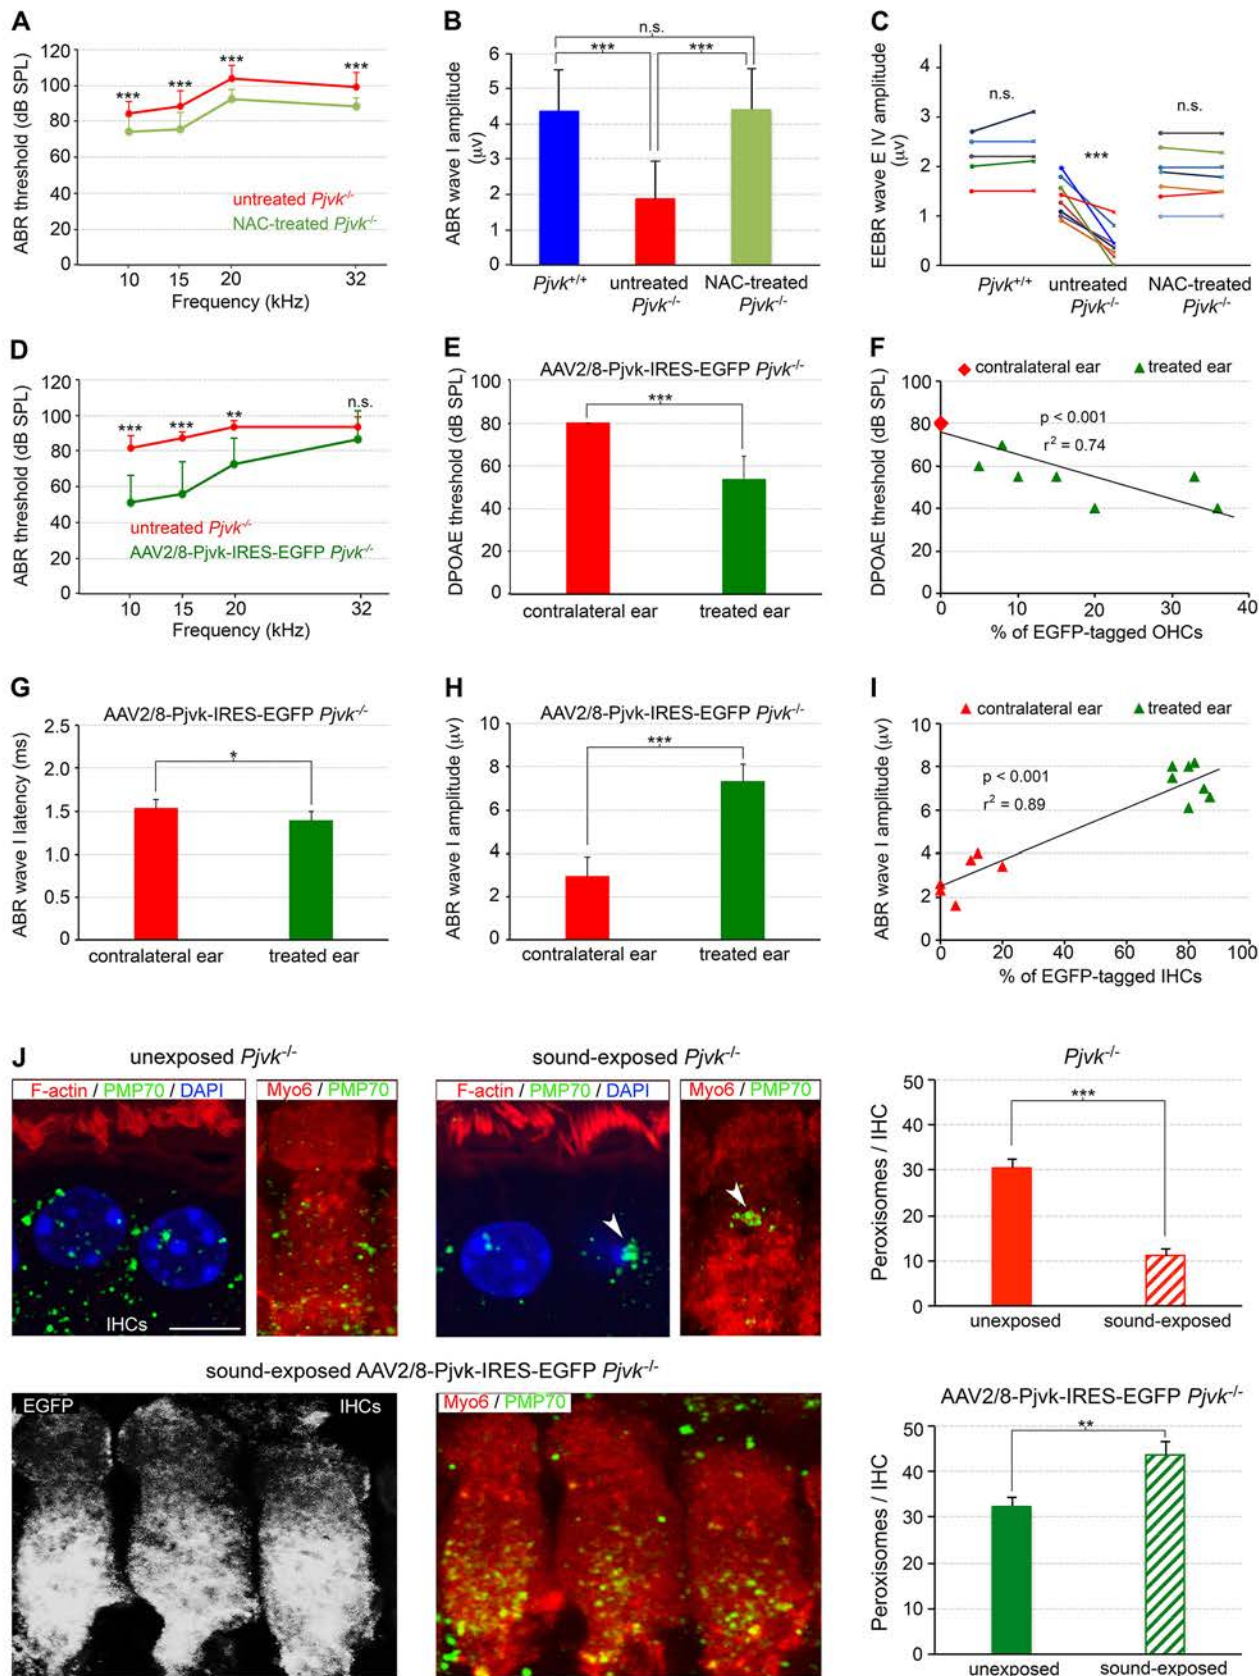 A
120
100
80
60
40
20
0
ABR threshold (dB SPL)
***
***
***
***
untreated Pjvk-/-
NAC-treated Pjvk-/-
10
15
20
32
Frequency (kHz)
B
6
5
4
3
2
1
0
ABR wave I amplitude
(µv)
n.s.
***
***
Pjvk+/+
untreated
Pjvk-/-
NAC-treated
Pjvk-/-
C
4
3
2
1
0
EEBR wave E IV amplitude
(µv)
n.s.
***
n.s.
Pjvk+/+
untreated
Pjvk-/-
NAC-treated
Pjvk-/-
D
120
100
80
60
40
20
0
ABR threshold (dB SPL)
***
***
**
n.s.
untreated Pjvk-/-
AAV2/8-Pjvk-IRES-EGFP Pjvk-/-
10
15
20
32
Frequency (kHz)
E
AAV2/8-Pjvk-IRES-EGFP Pjvk-/-
100
80
60
40
20
0
DPOAE threshold (dB SPL)
***
contralateral ear
treated ear
F
contralateral ear
treated ear
100
80
60
40
20
0
DPOAE threshold (dB SPL)
p < 0.001
r² = 0.74
0
10
20
30
40
% of EGFP-tagged OHCs
G
AAV2/8-Pjvk-IRES-EGFP Pjvk-/-
2.5
2.0
1.5
1.0
0.5
0
ABR wave I latency (ms)
*
contralateral ear
treated ear
H
AAV2/8-Pjvk-IRES-EGFP Pjvk-/-
10
8
6
4
2
0
ABR wave I amplitude (µv)
***
contralateral ear
treated ear
I
contralateral ear
treated ear
10
8
6
4
2
0
ABR wave I amplitude (µv)
p < 0.001
r² = 0.89
0
20
40
60
80
100
% of EGFP-tagged IHCs
J
unexposed Pjvk-/-
F-actin / PMP70 / DAPI
Myo6 / PMP70
IHCs
sound-exposed Pjvk-/-
F-actin / PMP70 / DAPI
Myo6 / PMP70
Pjvk-/-
50
40
30
20
10
0
Peroxisomes / IHC
***
unexposed
sound-exposed
sound-exposed AAV2/8-Pjvk-IRES-EGFP Pjvk-/-
EGFP
IHCs
Myo6 / PMP70
AAV2/8-Pjvk-IRES-EGFP Pjvk-/-
50
40
30
20
10
0
Peroxisomes / IHC
**
unexposed
sound-exposed